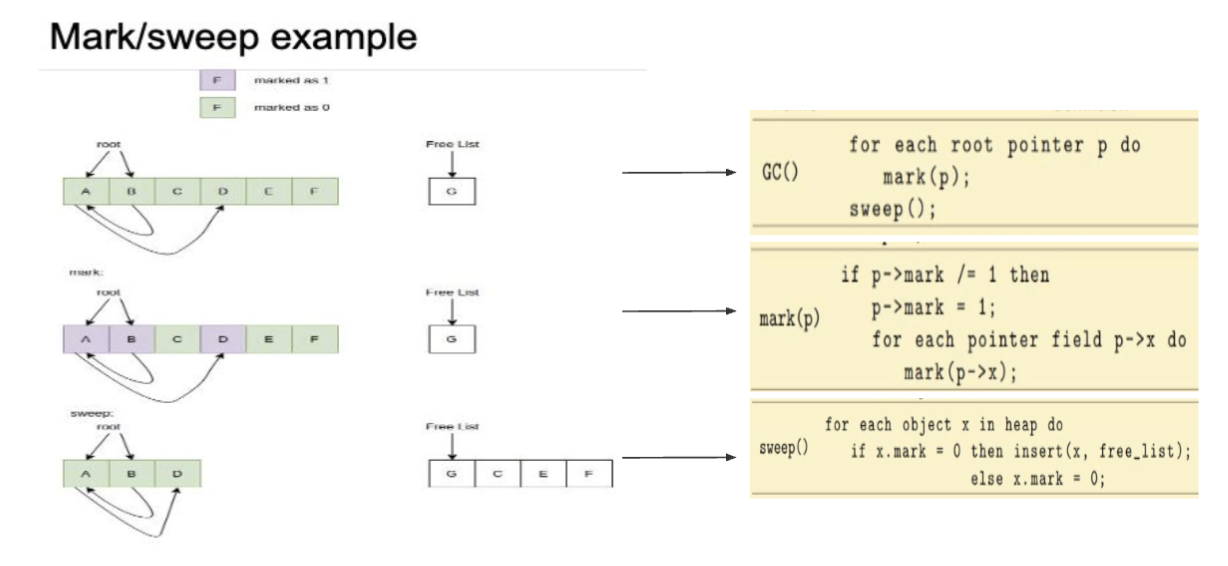 Mark/sweep example
F marked as 1
F marked as 0
root
Free List
A B C D E F
G
mark:
root
Free List
A B C D E F
G
sweep:
root
Free List
A B D
G C E F
GC()
for each root pointer p do
mark(p);
sweep();
mark(p)
if p->mark /= 1 then
p->mark = 1;
for each pointer field p->x do
mark(p->x);
sweep()
for each object x in heap do
if x.mark = 0 then insert(x, free_list);
else x.mark = 0;